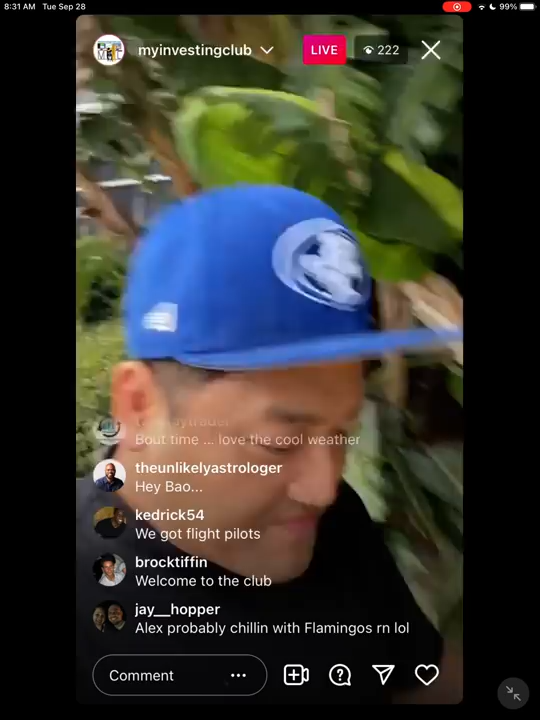 8:31 AM Tue Sep 28
99%
myinvestingclub
LIVE
222
Bout time ... love the cool weather
theunlikelyastrologer
Hey Bao...
kedrick54
We got flight pilots
brocktiffin
Welcome to the club
jay__hopper
Alex probably chillin with Flamingos rn lol
Comment